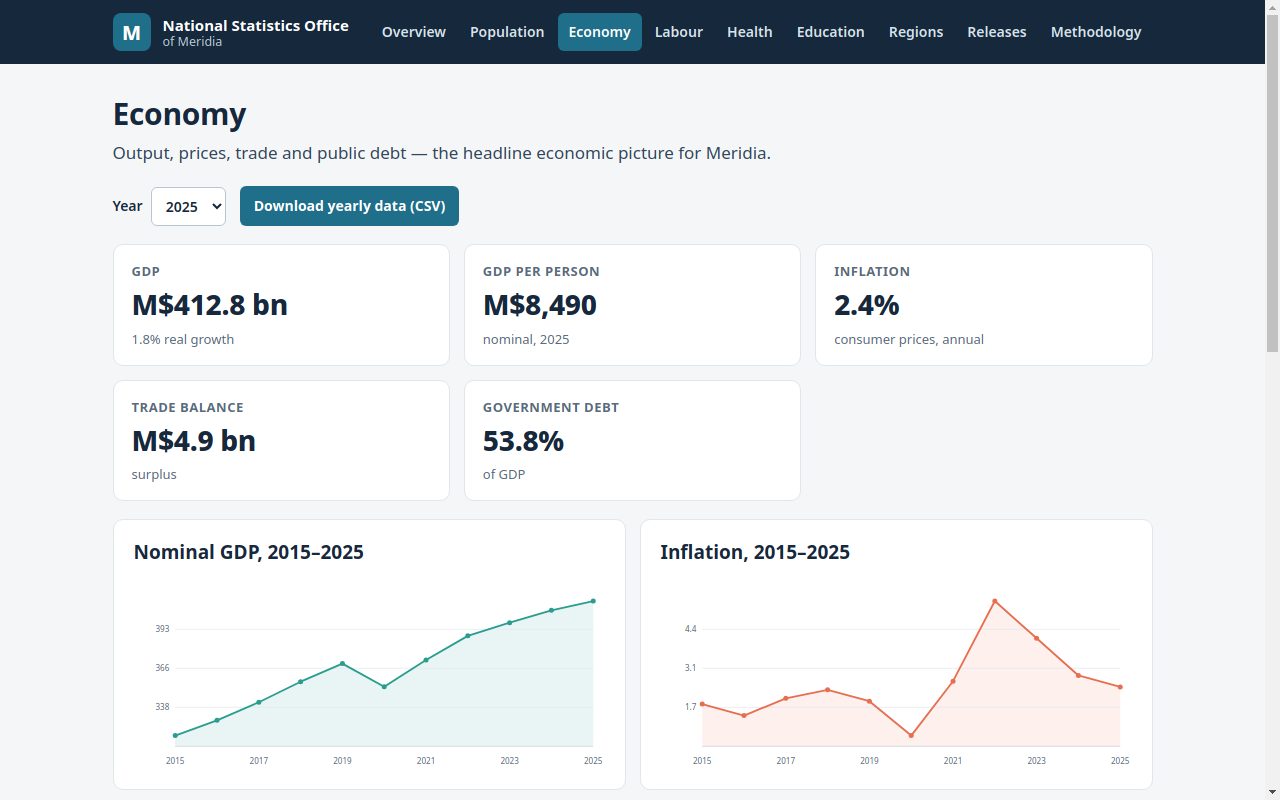 M
National Statistics Office
of Meridia
Overview Population Economy Labour Health Education Regions Releases Methodology
Economy
Output, prices, trade and public debt — the headline economic picture for Meridia.
Year 2025 Download yearly data (CSV)
GDP
M$412.8 bn
1.8% real growth
GDP PER PERSON
M$8,490
nominal, 2025
INFLATION
2.4%
consumer prices, annual
TRADE BALANCE
M$4.9 bn
surplus
GOVERNMENT DEBT
53.8%
of GDP
Nominal GDP, 2015–2025
393
366
338
2015 2017 2019 2021 2023 2025
Inflation, 2015–2025
4.4
3.1
1.7
2015 2017 2019 2021 2023 2025